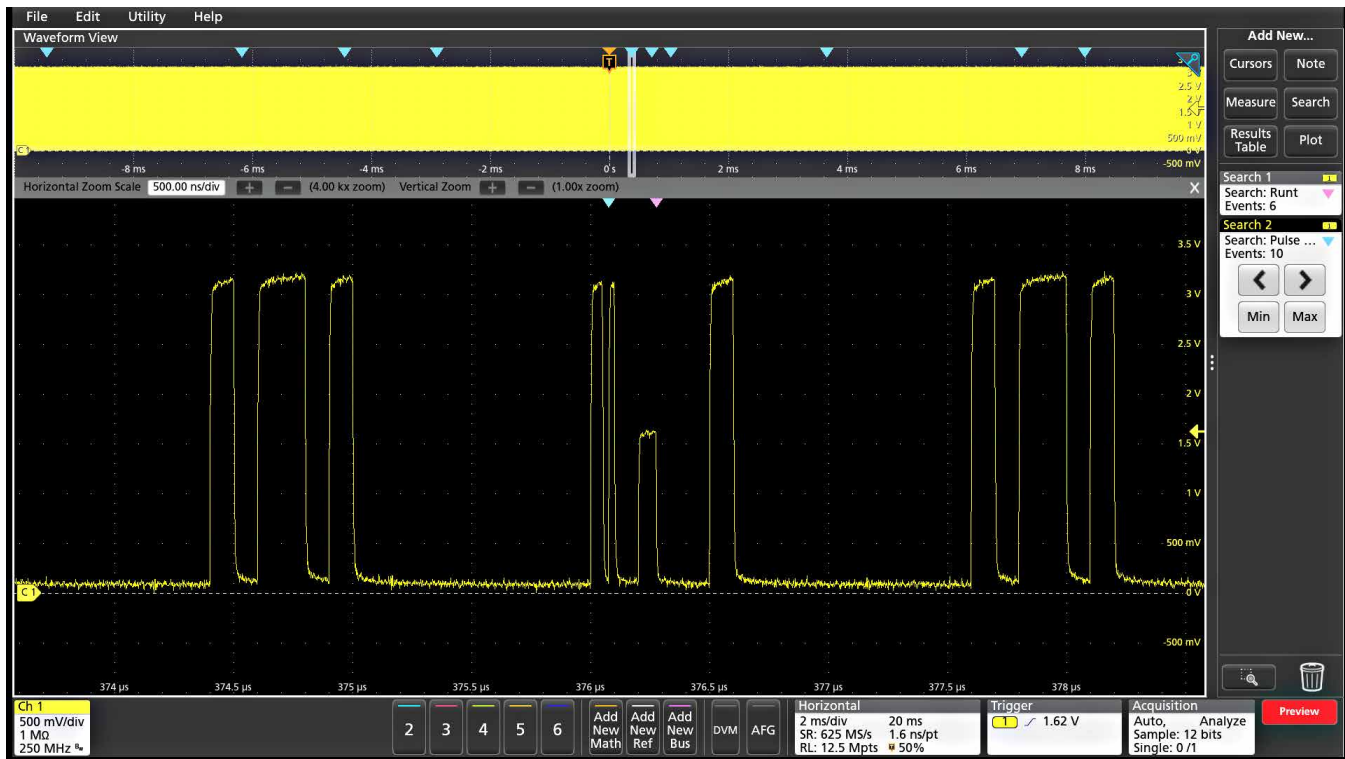 File Edit Utility Help
Waveform View
Add New...
Cursors Note
Measure Search
Results Table Plot
T
2.5 V
2 V
1 V
500 mV
0 V
-500 mV
C 1
-8 ms -6 ms -4 ms -2 ms 0 s 2 ms 4 ms 6 ms 8 ms
Horizontal Zoom Scale 500.00 ns/div + - (4.00 kx zoom) Vertical Zoom + - (1.00x zoom) X
Search 1 1
Search: Runt
Events: 6
Search 2 1
Search: Pulse ...
Events: 10
< >
Min Max
3.5 V
3 V
2.5 V
2 V
1.5 V
1 V
500 mV
0 V
-500 mV
C 1
374 µs 374.5 µs 375 µs 375.5 µs 376 µs 376.5 µs 377 µs 377.5 µs 378 µs
Ch 1
500 mV/div
1 MΩ
250 MHz
2 3 4 5 6
Add New Math
Add New Ref
Add New Bus
DVM AFG
Horizontal
2 ms/div 20 ms
SR: 625 MS/s 1.6 ns/pt
RL: 12.5 Mpts 50%
Trigger
1 1.62 V
Acquisition
Auto, Analyze
Sample: 12 bits
Single: 0 /1
Preview